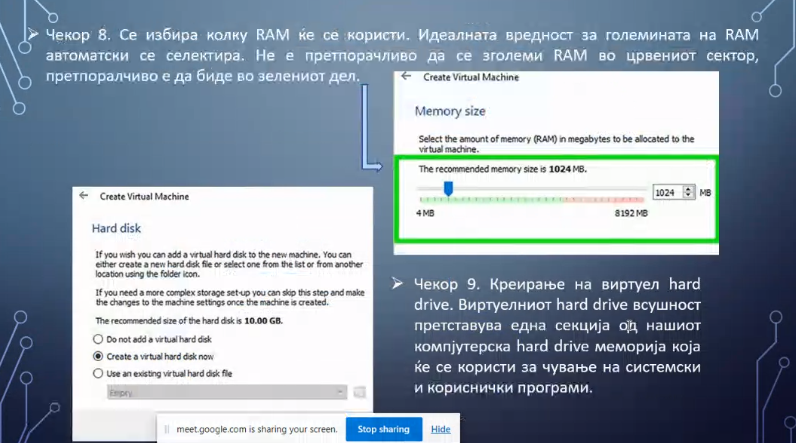 Чекор 8. Се избира колку RAM ќе се користи. Идеалната вредност за големината на RAM
автоматски се селектира. Не е претпорачливо да се зголеми RAM во црвениот сектор,
претпоралчиво е да биде во зелениот дел.
Create Virtual Machine
Memory size
Select the amount of memory (RAM) in megabytes to be allocated to the
virtual machine.
The recommended memory size is 1024 MB.
1024 MB
4 MB 8192 MB
Create Virtual Machine
Hard disk
If you wish you can add a virtual hard disk to the new machine. You can
either create a new hard disk file or select one from the list or from another
location using the folder icon.
If you need a more complex storage set-up you can skip this step and make
the changes to the machine settings once the machine is created.
The recommended size of the hard disk is 10.00 GB.
Do not add a virtual hard disk
Create a virtual hard disk now
Use an existing virtual hard disk file
Empty
Чекор 9. Креирање на виртуел hard
drive. Виртуелниот hard drive всушност
претставува една секција од нашиот
компјутерска hard drive меморија која
ќе се користи за чување на системски
и кориснички програми.
meet.google.com is sharing your screen. Stop sharing Hide